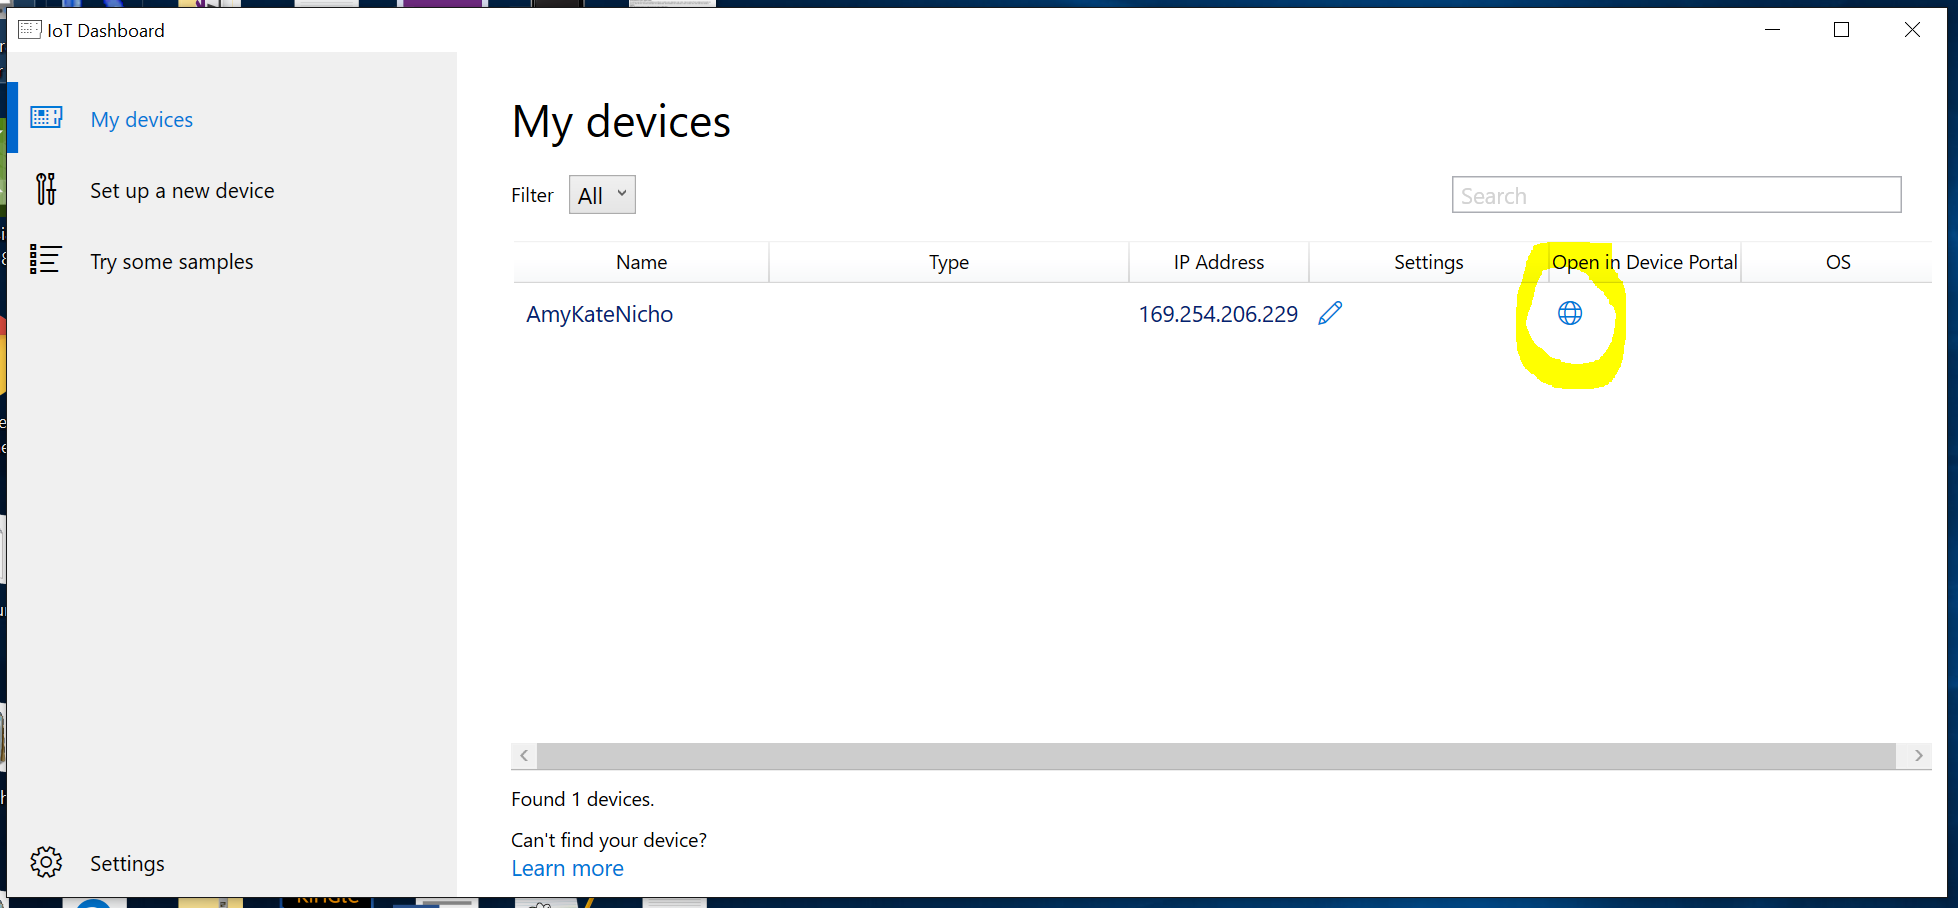 IoT Dashboard
My devices
Set up a new device
Try some samples
Settings
My devices
Filter All
Search
Name Type IP Address Settings Open in Device Portal OS
AmyKateNicho 169.254.206.229
Found 1 devices.
Can't find your device?
Learn more